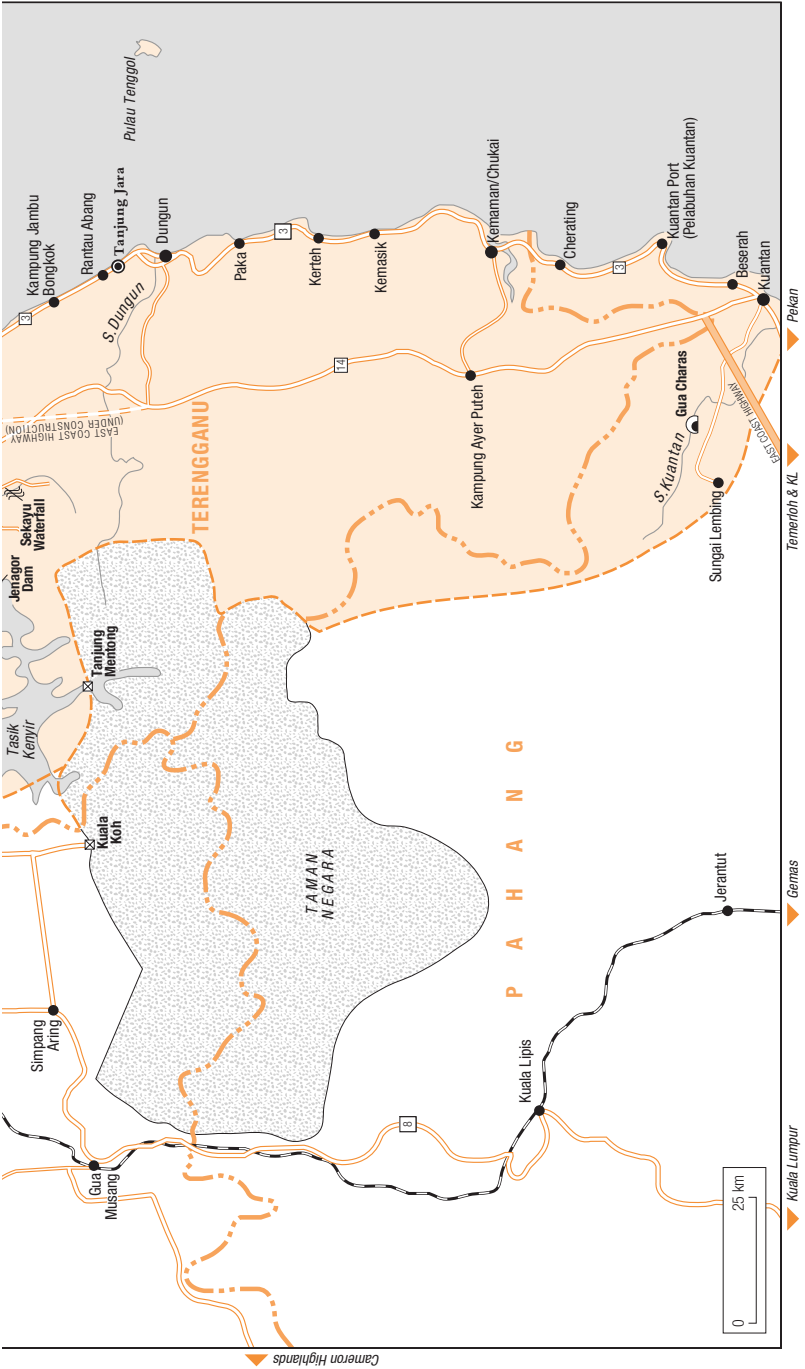 Cameron Highlands
Gua
Musang
Simpang
Aring
Kuala
Koh
Tasik
Kenyir
Tanjung
Mentong
Jenagor
Dam
Sekayu
Waterfall
EAST COAST HIGHWAY
(UNDER CONSTRUCTION)
3
Kampung Jambu
Bongkok
Rantau Abang
Tanjung Jara
Pulau Tenggol
S. Dungun
Dungun
TERENGGANU
Paka
3
Kerteh
Kemasik
14
TAMAN
NEGARA
8
Kampung Ayer Puteh
Kemaman/Chukai
Cherating
3
PAHANG
Kuala Lipis
Jerantut
Kuantan Port
(Pelabuhan Kuantan)
Gua Charas
S.Kuantan
Sungai Lembing
Beserah
Kuantan
EAST COAST HIGHWAY
0
25 km
Kuala Lumpur
Gemas
Temerloh & KL
Pekan